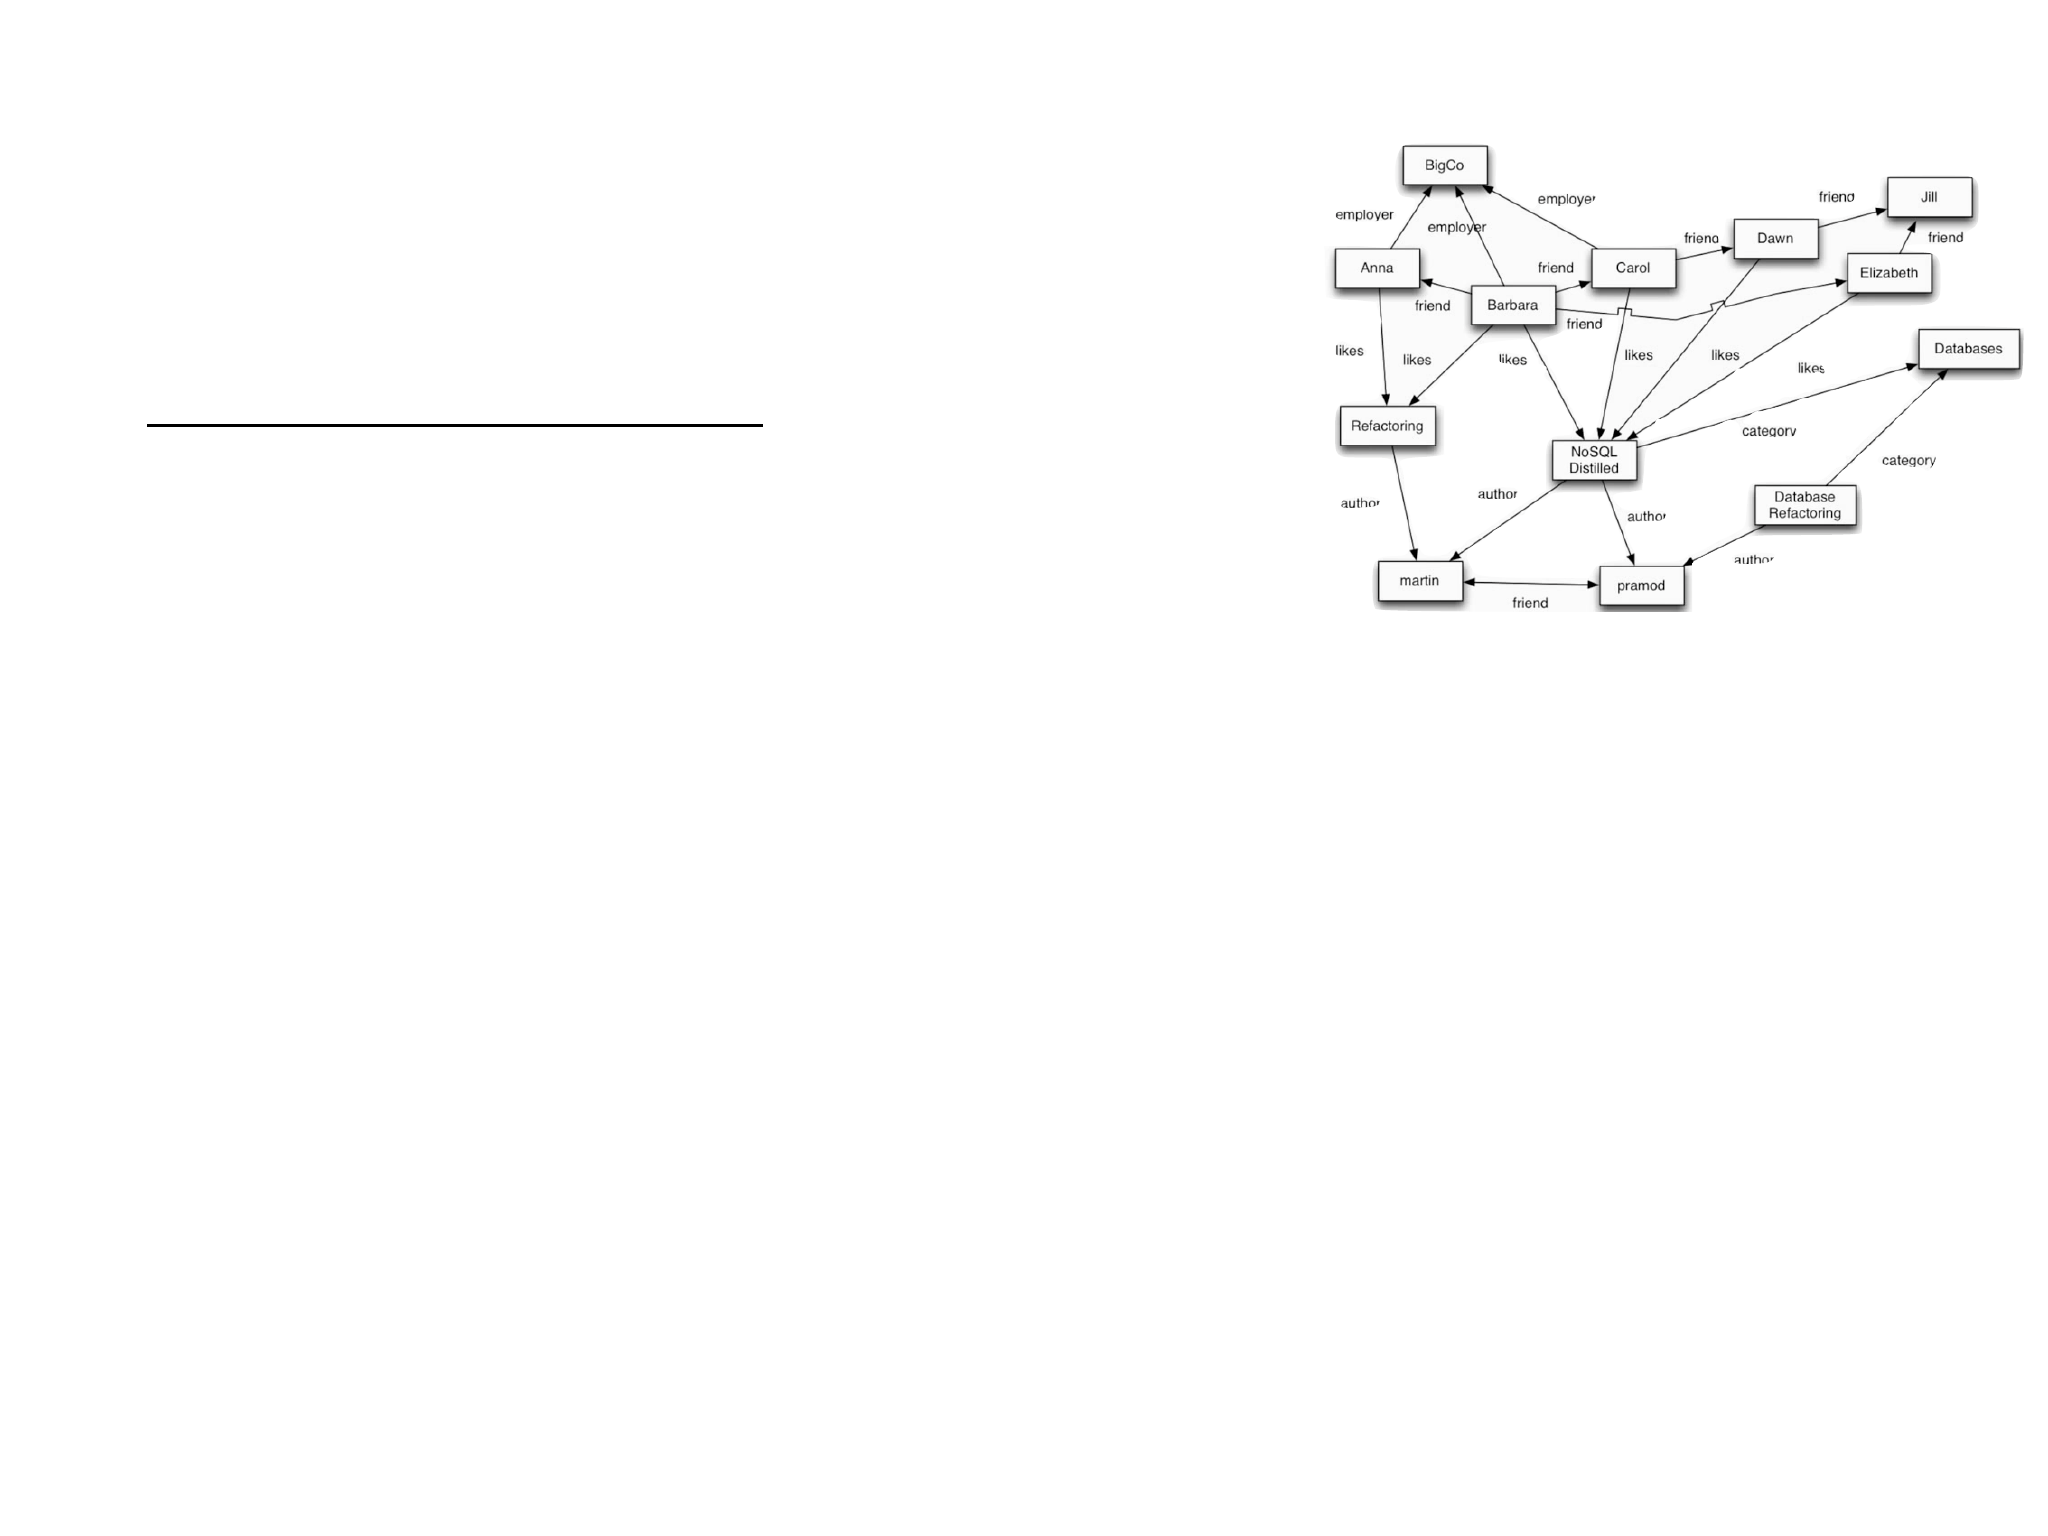 BigCo
employer
friend
Jill
employer
employer
friend
Dawn
friend
Anna
friend
Carol
Elizabeth
friend
Barbara
friend
likes
likes
likes
likes
likes
likes
Databases
Refactoring
category
NoSQL
Distilled
category
author
author
author
Database
Refactoring
author
martin
friend
pramod